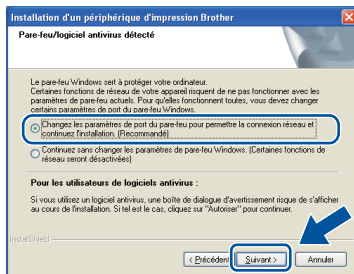 Installation d'un périphérique d'impression Brother
Pare-feu/logiciel antivirus détecté
Le pare-feu Windows sert à protéger votre ordinateur.
Certaines fonctions de réseau de votre appareil risquent de ne pas fonctionner avec les
paramètres de pare-feu actuels. Pour qu'elles fonctionnent toutes, vous devez changer
certains paramètres de port du pare-feu Windows.
Changez les paramètres de port du pare-feu pour permettre la connexion réseau et
continuez l'installation. (Recommandé)
Continuez sans changer les paramètres de pare-feu Windows. (Certaines fonctions de
réseau seront désactivées)
Pour les utilisateurs de logiciels antivirus :
Si vous utilisez un logiciel antivirus, une boîte de dialogue d'avertissement risque de s'afficher
au cours de l'installation. Si tel est le cas, cliquez sur "Autoriser" pour continuer.
InstallShield
< Précédent Suivant > Annuler